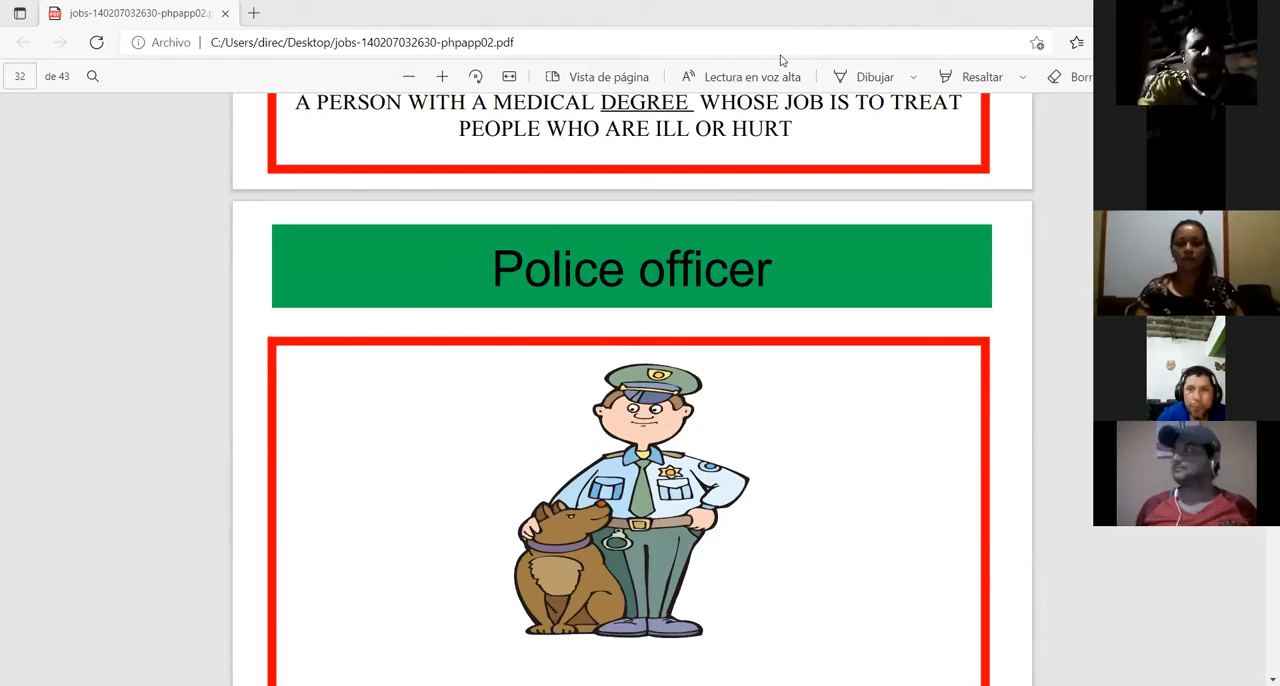 jobs-140207032630-phpapp02.p
Archivo
C:/Users/direc/Desktop/jobs-140207032630-phpapp02.pdf
32 de 43
Vista de página
Lectura en voz alta
Dibujar
Resaltar
Borr
A PERSON WITH A MEDICAL DEGREE WHOSE JOB IS TO TREAT
PEOPLE WHO ARE ILL OR HURT
Police officer